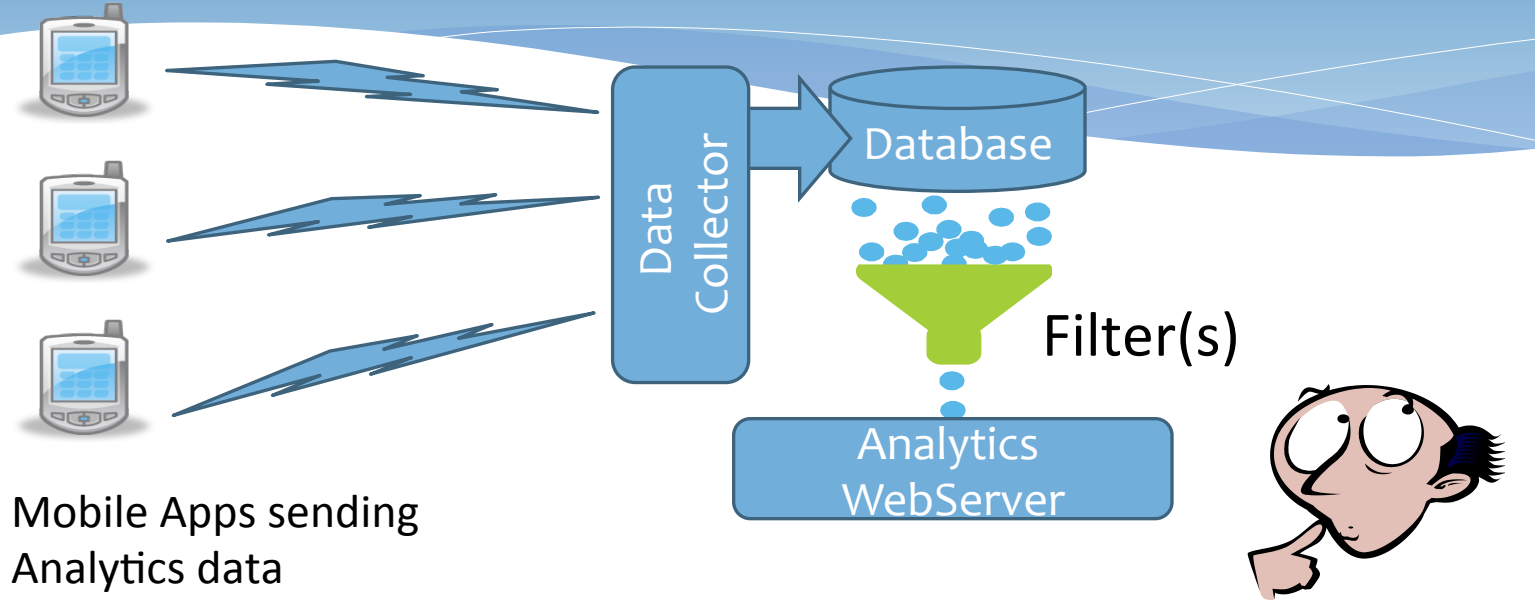 Data
Collector
Database
Filter(s)
Analytics
WebServer
Mobile Apps sending
Analytics data